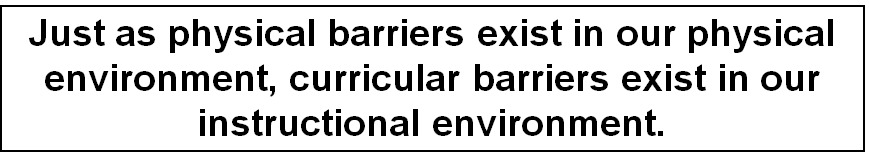 Just as physical barriers exist in our physical
environment, curricular barriers exist in our
instructional environment.